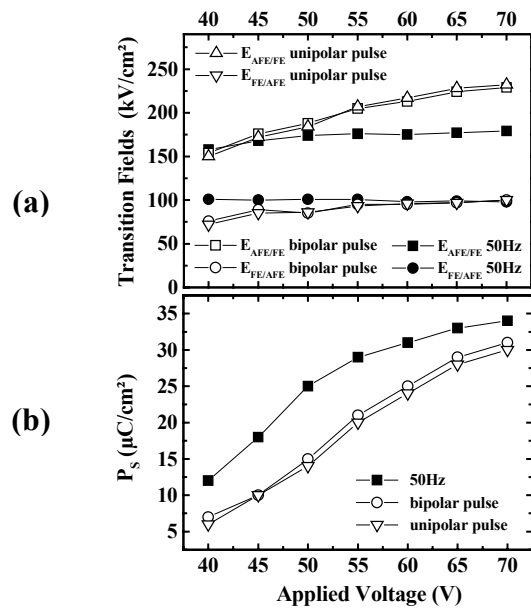 40 45 50 55 60 65 70
E_AFE/FE unipolar pulse
E_FE/AFE unipolar pulse
250
200
150
100
50
0
Transition Fields (kV/cm²)
(a)
E_AFE/FE bipolar pulse
E_AFE/FE 50Hz
E_FE/AFE bipolar pulse
E_FE/AFE 50Hz
35
30
25
20
15
10
5
P_S (µC/cm²)
(b)
50Hz
bipolar pulse
unipolar pulse
40 45 50 55 60 65 70
Applied Voltage (V)